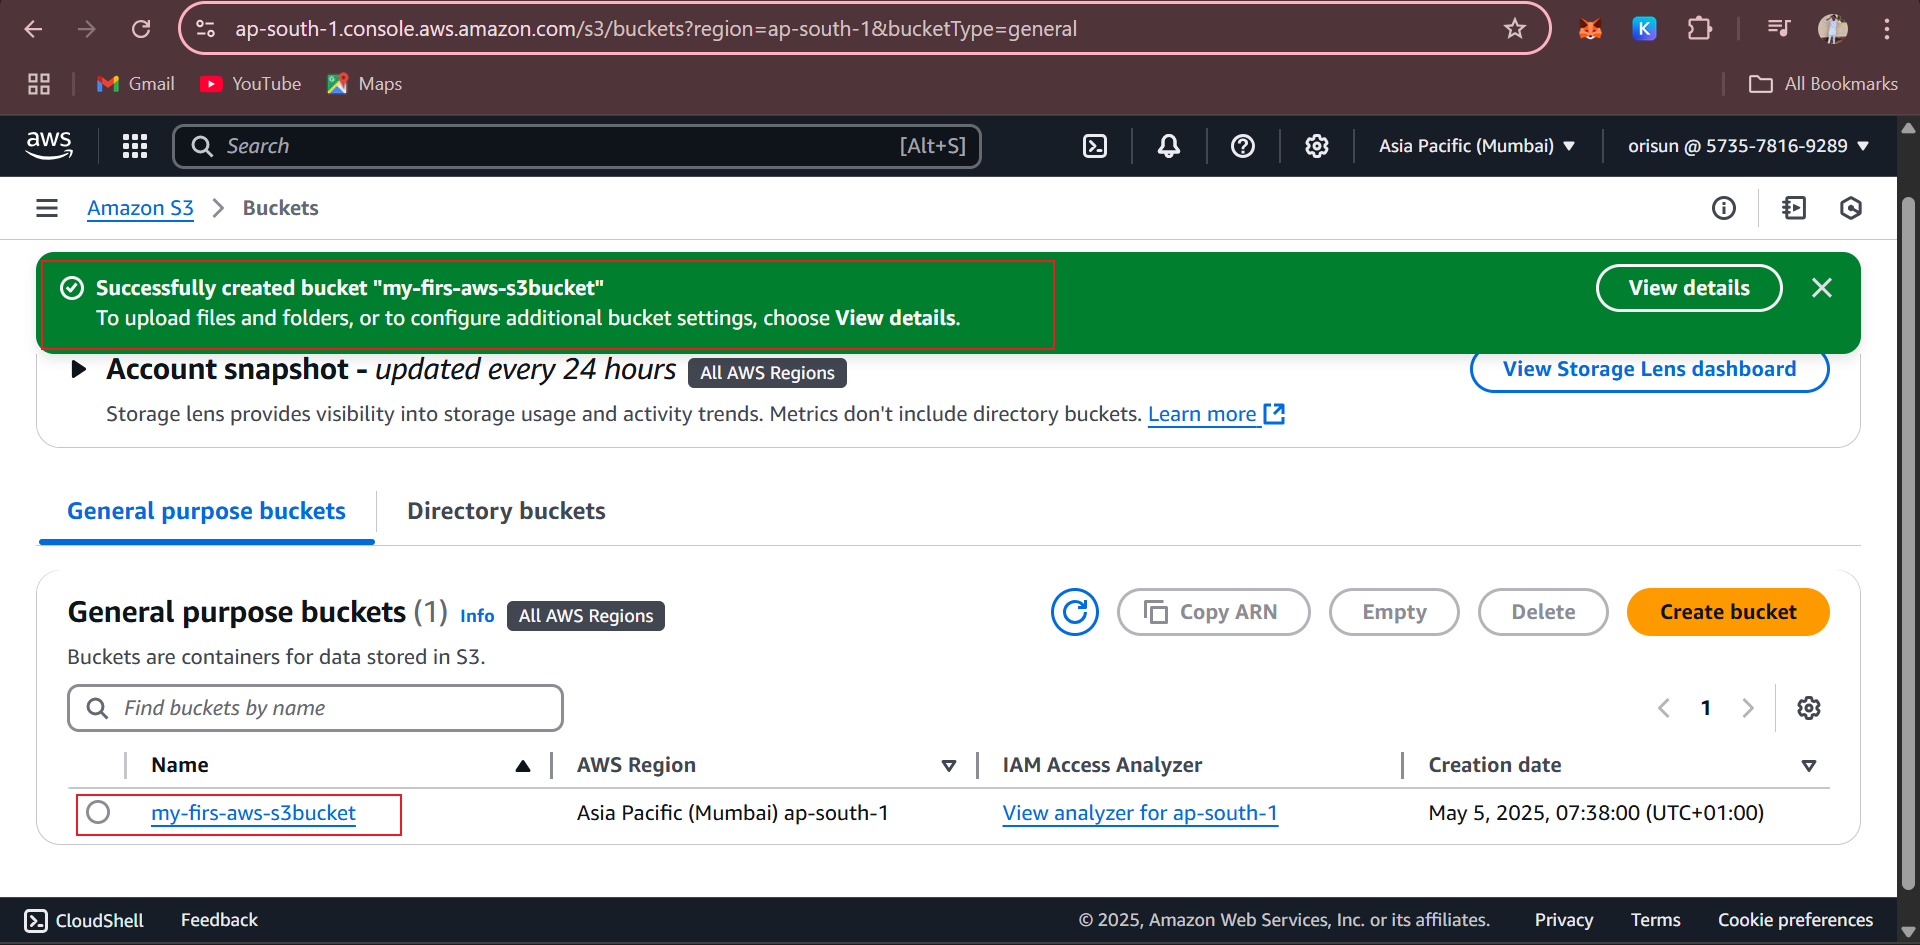 ap-south-1.console.aws.amazon.com/s3/buckets?region=ap-south-1&bucketType=general
K
Gmail
YouTube
Maps
All Bookmarks
aws
Search
[Alt+S]
Asia Pacific (Mumbai)
orisun @ 5735-7816-9289
Amazon S3
Buckets
Successfully created bucket "my-firs-aws-s3bucket"
To upload files and folders, or to configure additional bucket settings, choose View details.
View details
Account snapshot - updated every 24 hours
All AWS Regions
View Storage Lens dashboard
Storage lens provides visibility into storage usage and activity trends. Metrics don't include directory buckets. Learn more
General purpose buckets
Directory buckets
General purpose buckets (1)
Info
All AWS Regions
Copy ARN
Empty
Delete
Create bucket
Buckets are containers for data stored in S3.
Find buckets by name
1
Name
AWS Region
IAM Access Analyzer
Creation date
my-firs-aws-s3bucket
Asia Pacific (Mumbai) ap-south-1
View analyzer for ap-south-1
May 5, 2025, 07:38:00 (UTC+01:00)
CloudShell
Feedback
© 2025, Amazon Web Services, Inc. or its affiliates.
Privacy
Terms
Cookie preferences